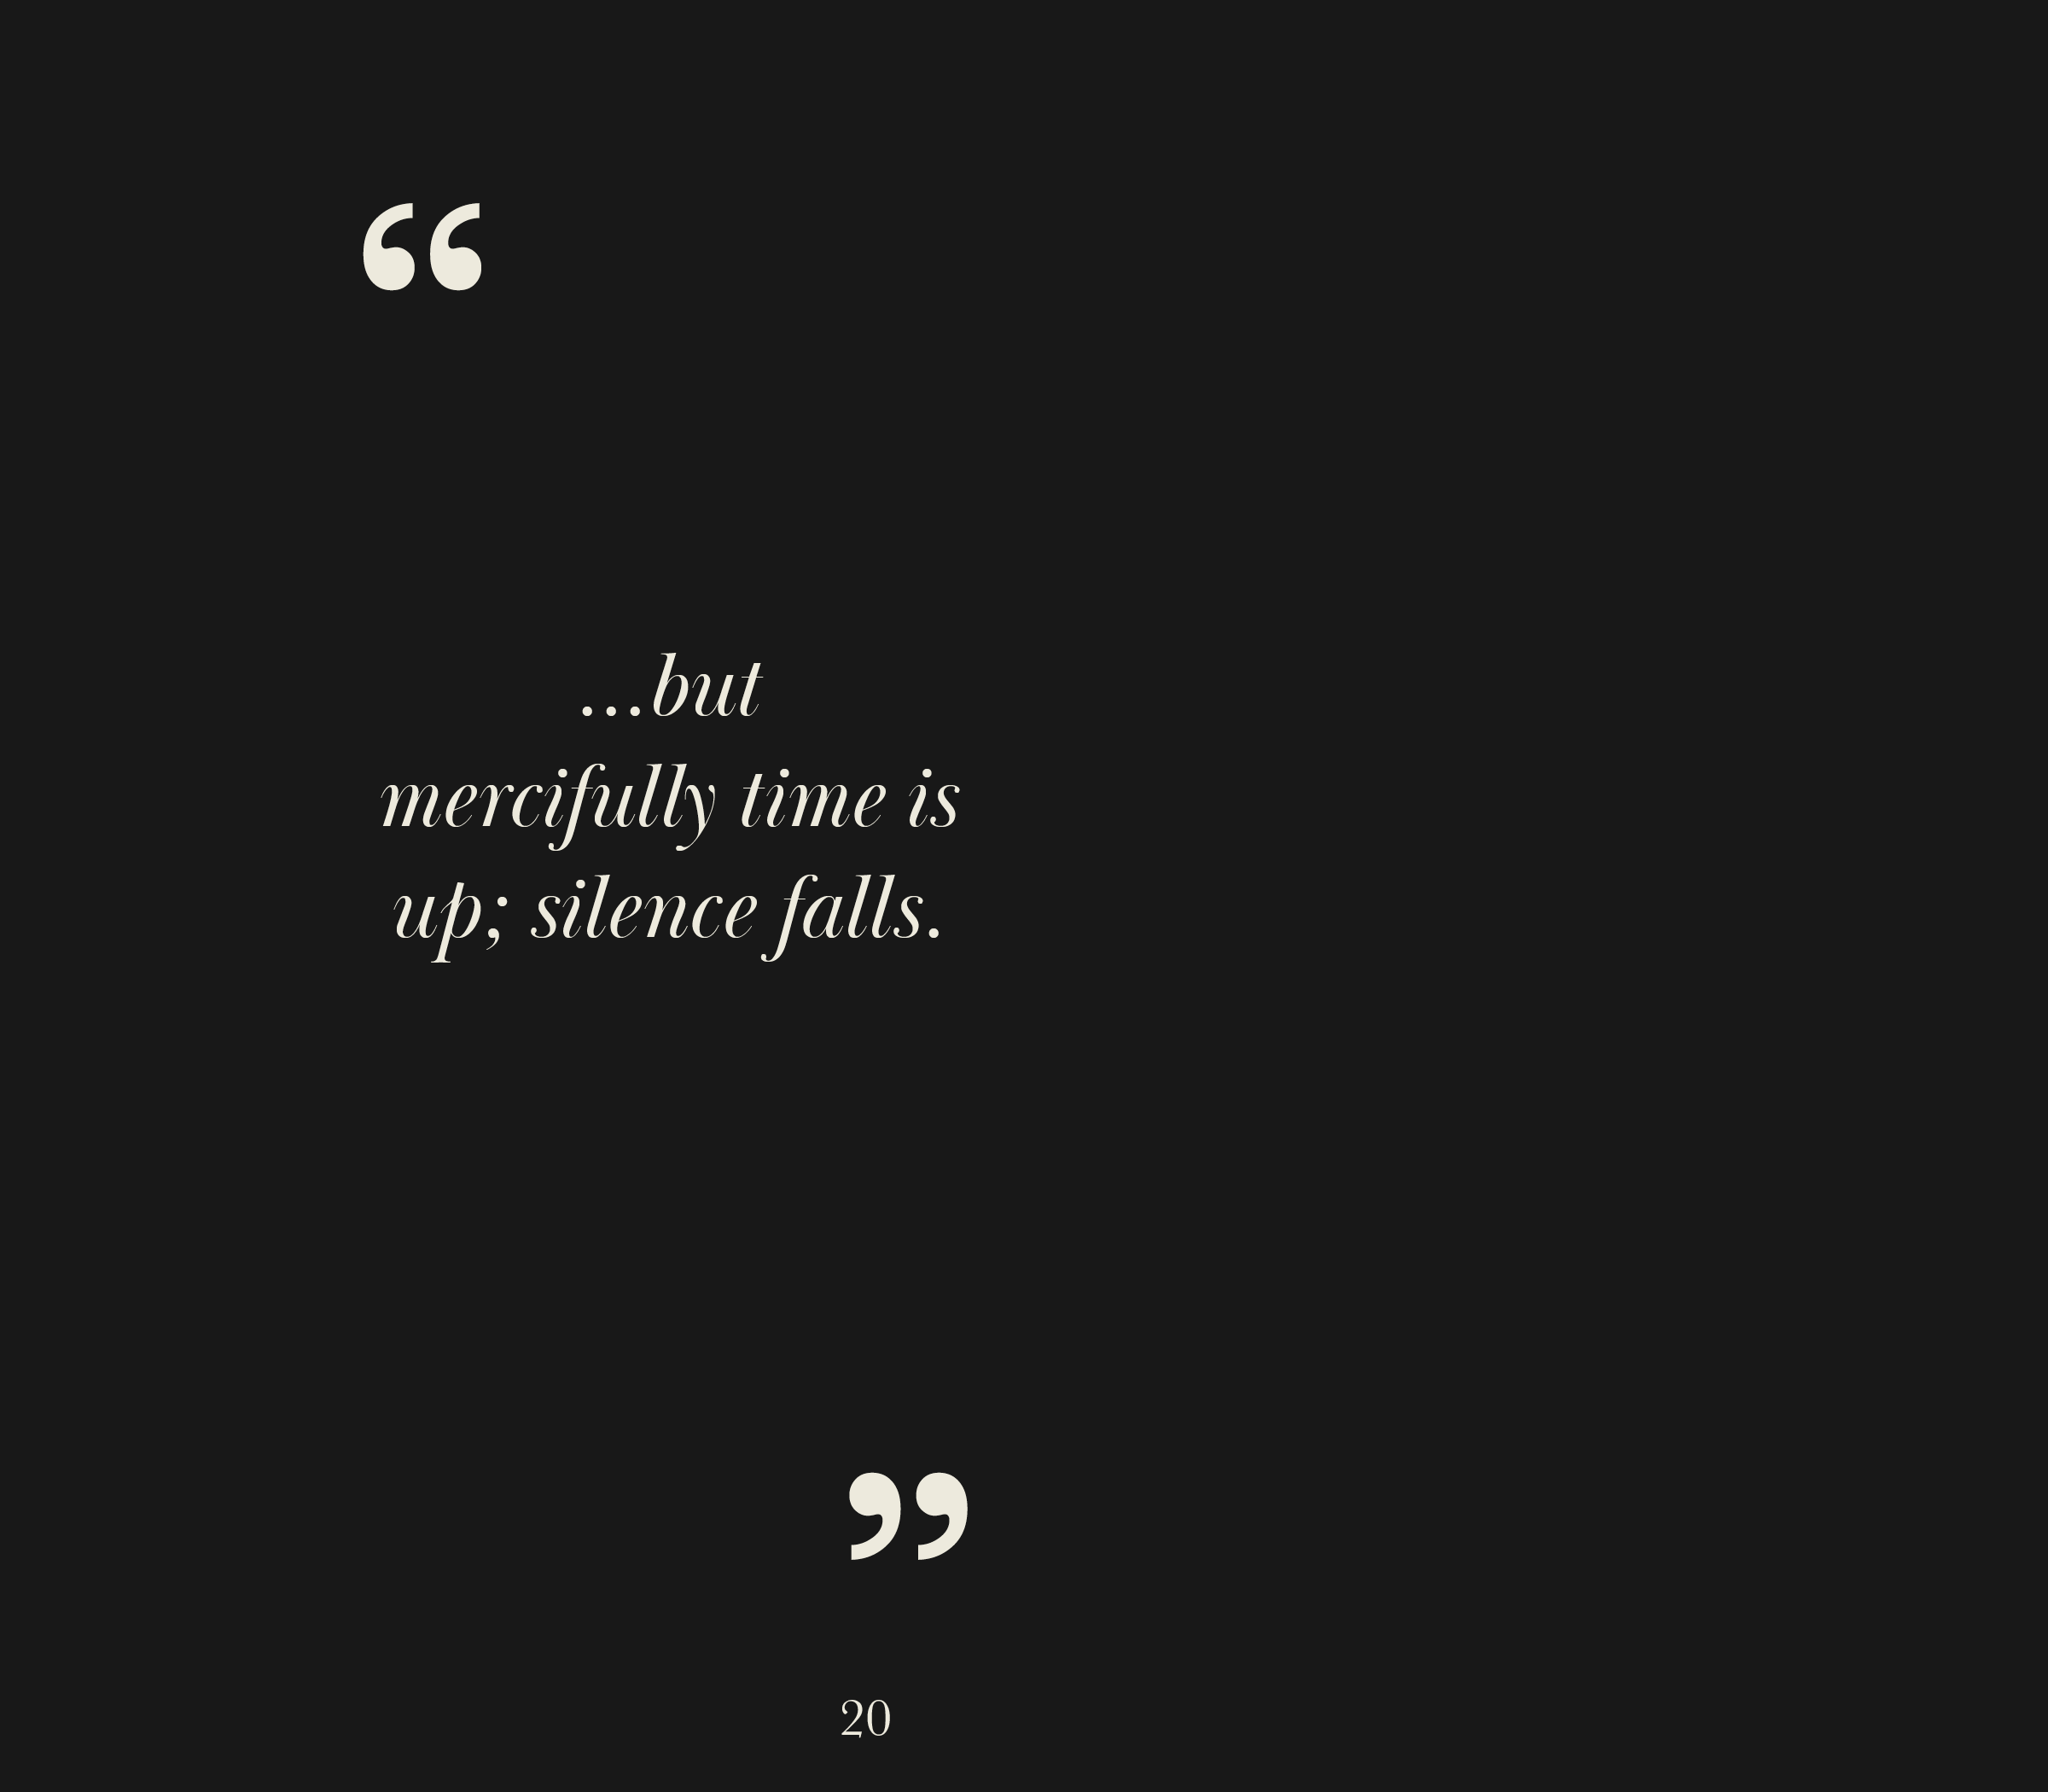 “
...but
mercifully time is
up; silence falls.
”
20